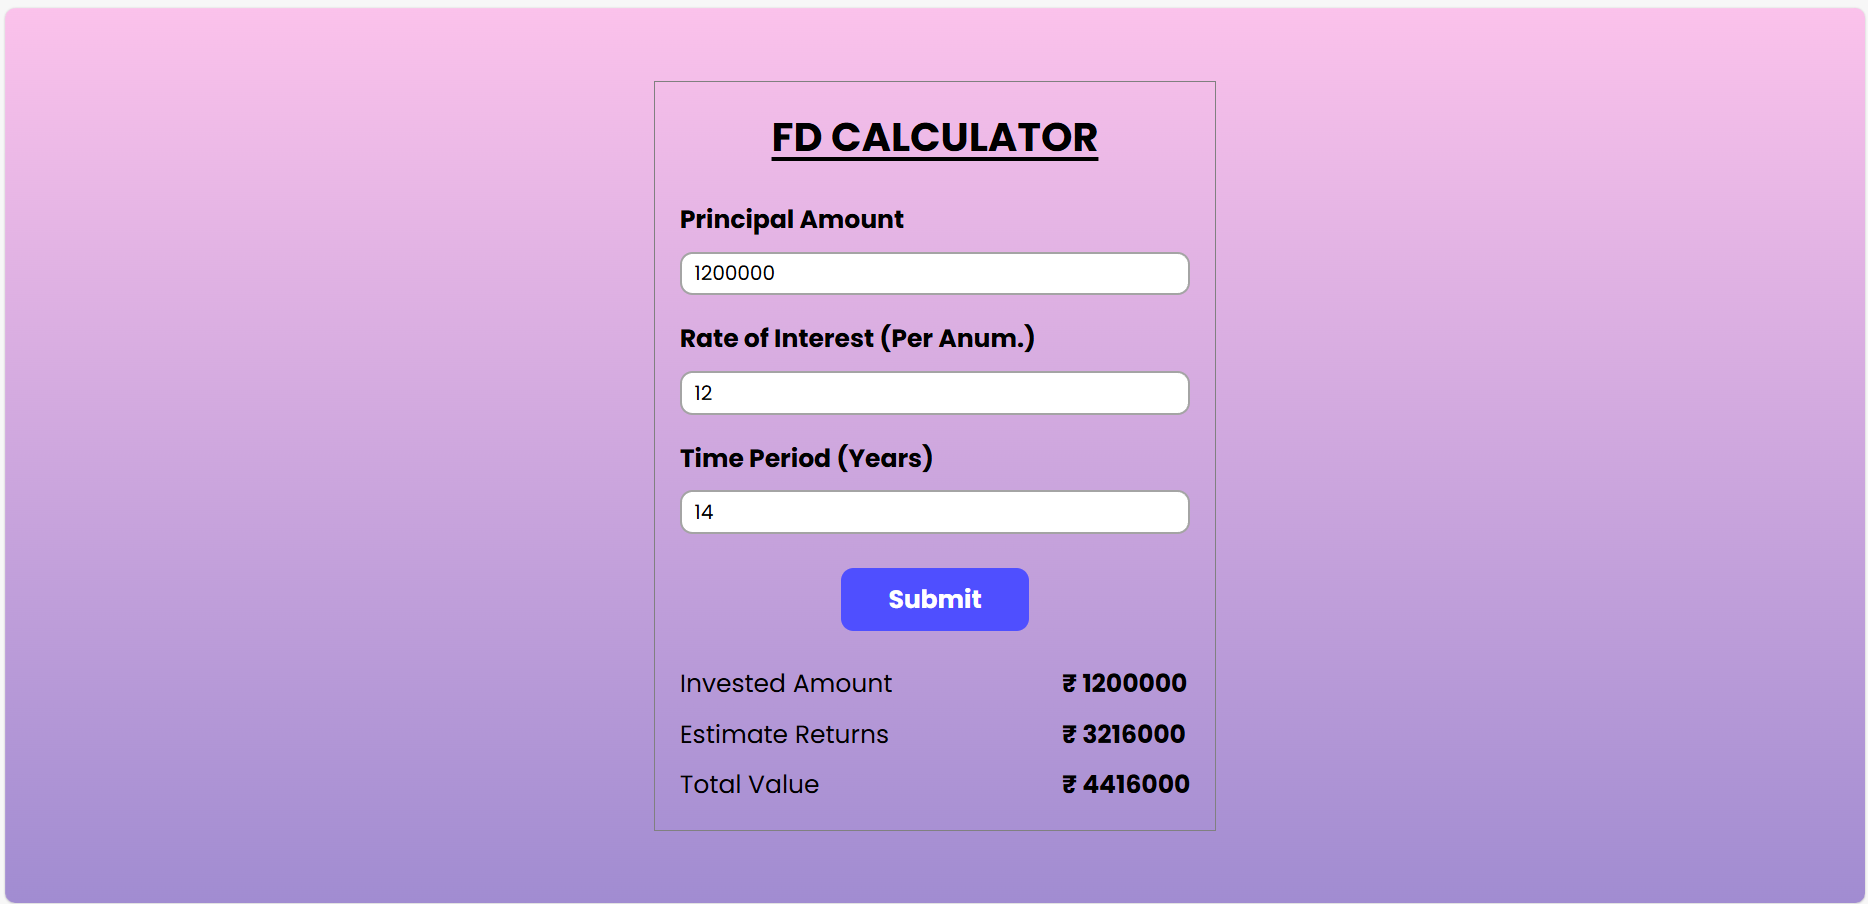 FD CALCULATOR
Principal Amount
1200000
Rate of Interest (Per Anum.)
12
Time Period (Years)
14
Submit
Invested Amount ₹ 1200000
Estimate Returns ₹ 3216000
Total Value ₹ 4416000